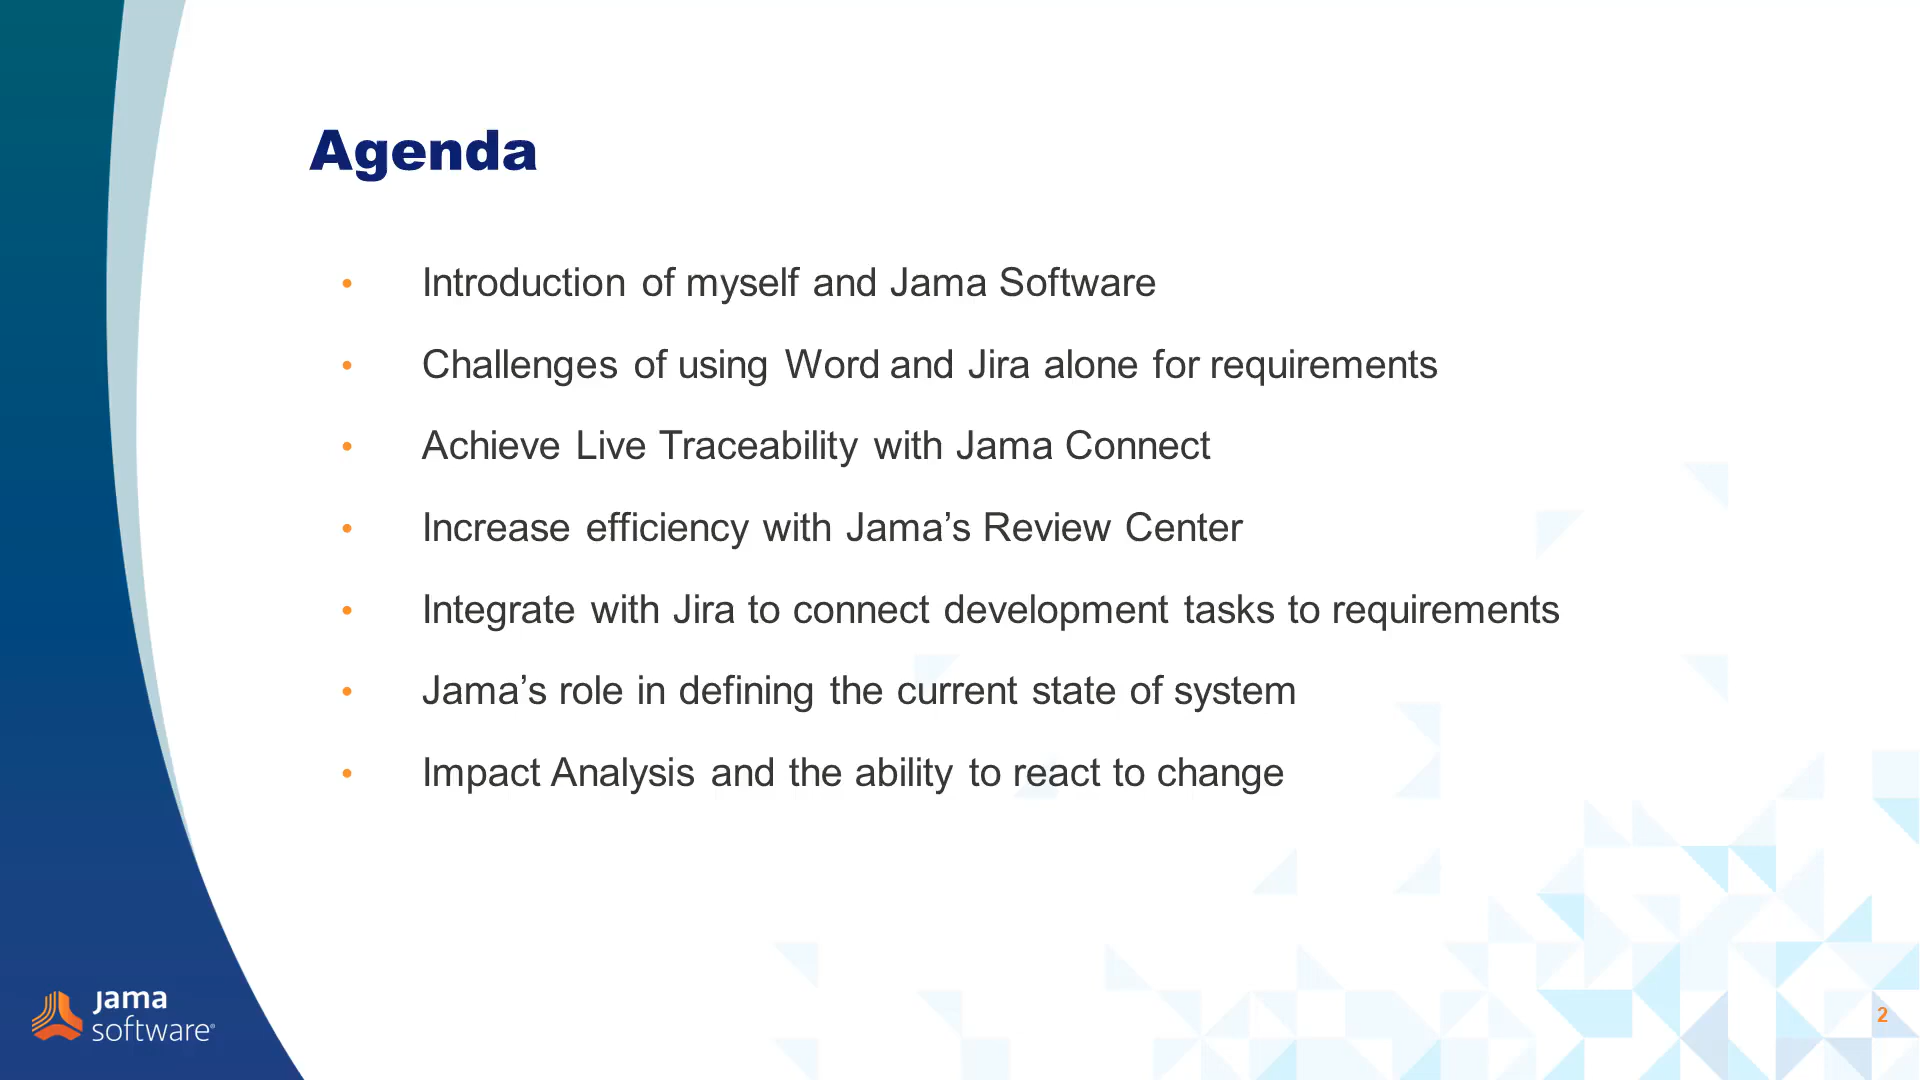 Agenda
• Introduction of myself and Jama Software
• Challenges of using Word and Jira alone for requirements
• Achieve Live Traceability with Jama Connect
• Increase efficiency with Jama’s Review Center
• Integrate with Jira to connect development tasks to requirements
• Jama’s role in defining the current state of system
• Impact Analysis and the ability to react to change
jama
software®
2